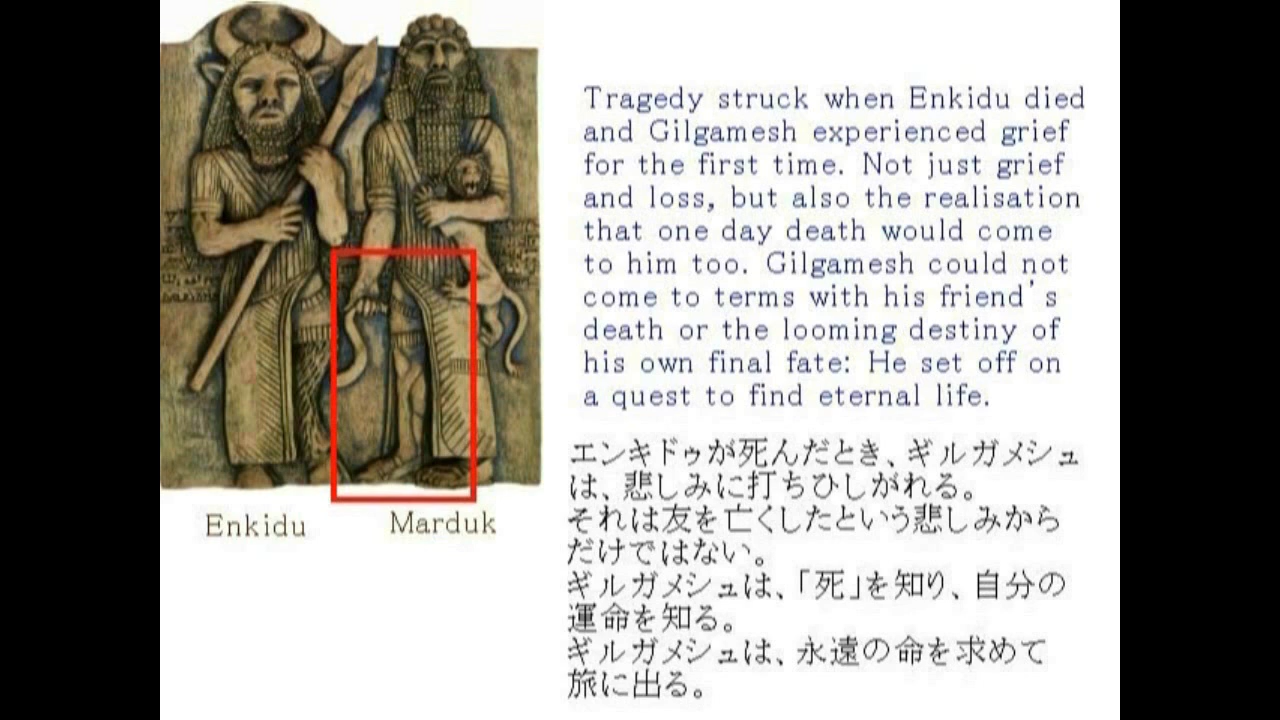 Tragedy struck when Enkidu died
and Gilgamesh experienced grief
for the first time. Not just grief
and loss, but also the realisation
that one day death would come
to him too. Gilgamesh could not
come to terms with his friend's
death or the looming destiny of
his own final fate: He set off on
a quest to find eternal life.
エンキドゥが死んだとき、ギルガメシュ
は、悲しみに打ちひしがれる。
それは友を亡くしたという悲しみから
だけではない。
ギルガメシュは、「死」を知り、自分の
運命を知る。
ギルガメシュは、永遠の命を求めて
旅に出る。
Enkidu
Marduk